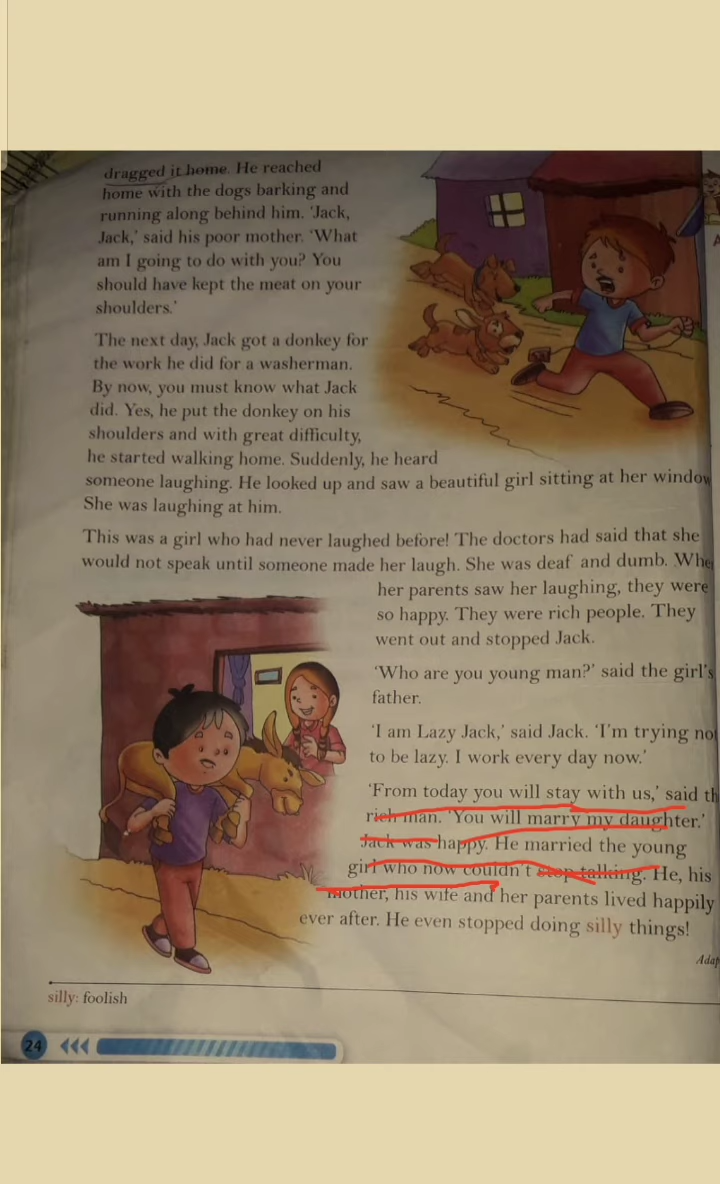 dragged it home. He reached
home with the dogs barking and
running along behind him. 'Jack,
Jack,' said his poor mother. 'What
am I going to do with you? You
should have kept the meat on your
shoulders.'
The next day, Jack got a donkey for
the work he did for a washerman.
By now, you must know what Jack
did. Yes, he put the donkey on his
shoulders and with great difficulty,
he started walking home. Suddenly, he heard
someone laughing. He looked up and saw a beautiful girl sitting at her window
She was laughing at him.
This was a girl who had never laughed before! The doctors had said that she
would not speak until someone made her laugh. She was deaf and dumb. Whe
her parents saw her laughing, they were
so happy. They were rich people. They
went out and stopped Jack.
'Who are you young man?' said the girl's
father.
'I am Lazy Jack,' said Jack. 'I'm trying no
to be lazy. I work every day now.'
'From today you will stay with us,' said th
rich man. 'You will marry my daughter.'
Jack was happy. He married the young
girl who now couldn't stop talking. He, his
mother, his wife and her parents lived happily
ever after. He even stopped doing silly things!
Adap
silly: foolish
24